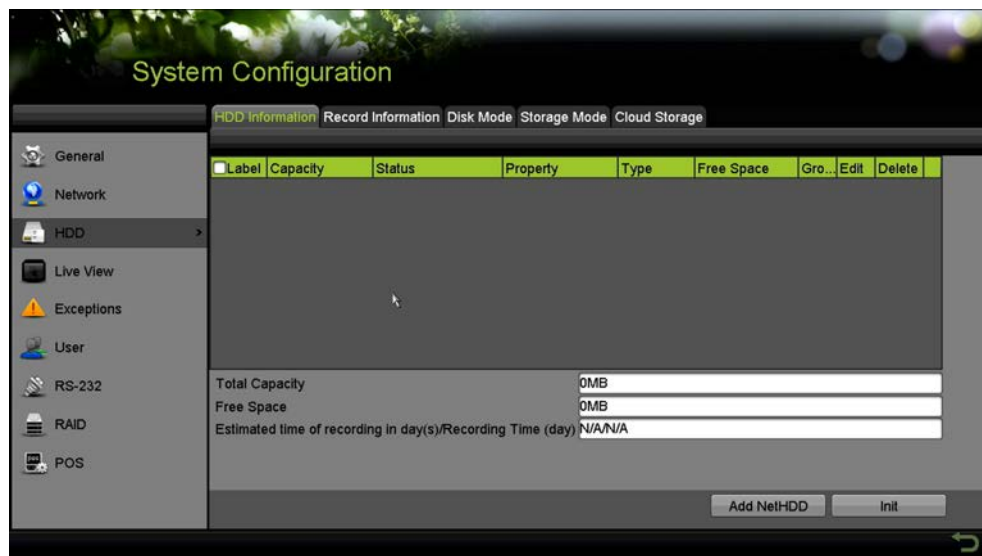 System Configuration
HDD Information Record Information Disk Mode Storage Mode Cloud Storage
General
Network
HDD >
Live View
Exceptions
User
RS-232
RAID
POS
Label Capacity Status Property Type Free Space Gro... Edit Delete
Total Capacity 0MB
Free Space 0MB
Estimated time of recording in day(s)/Recording Time (day) N/A/N/A
Add NetHDD Init